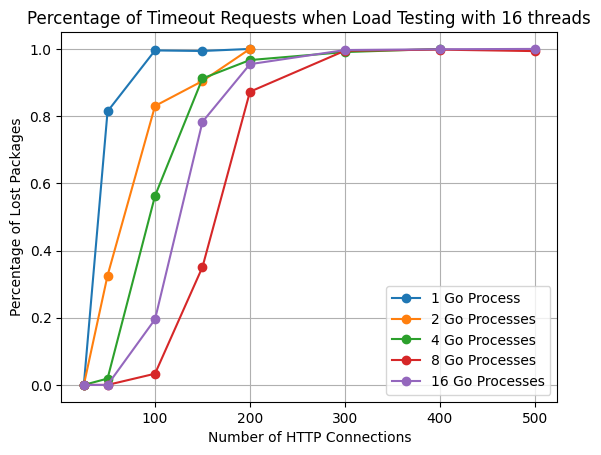 Percentage of Timeout Requests when Load Testing with 16 threads
Percentage of Lost Packages
1.0
0.8
0.6
0.4
0.2
0.0
1 Go Process
2 Go Processes
4 Go Processes
8 Go Processes
16 Go Processes
100 200 300 400 500
Number of HTTP Connections